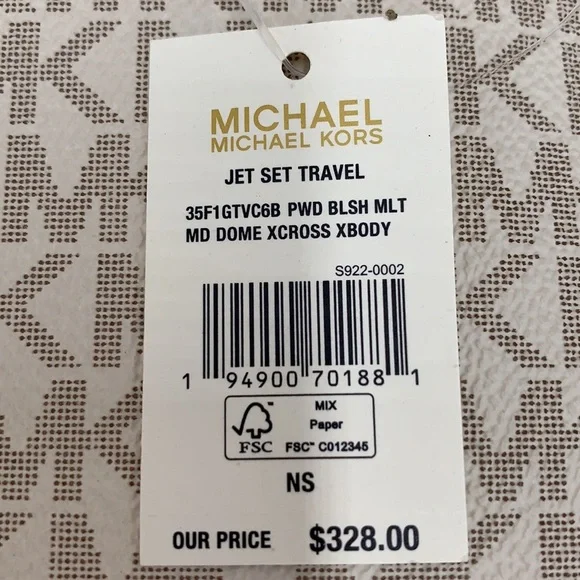 MICHAEL
MICHAEL KORS
JET SET TRAVEL
35F1GTVC6B PWD BLSH MLT
MD DOME XCROSS XBODY
S922-0002
1 94900 70188 1
FSC
MIX
Paper
FSC™ C012345
NS
OUR PRICE $328.00